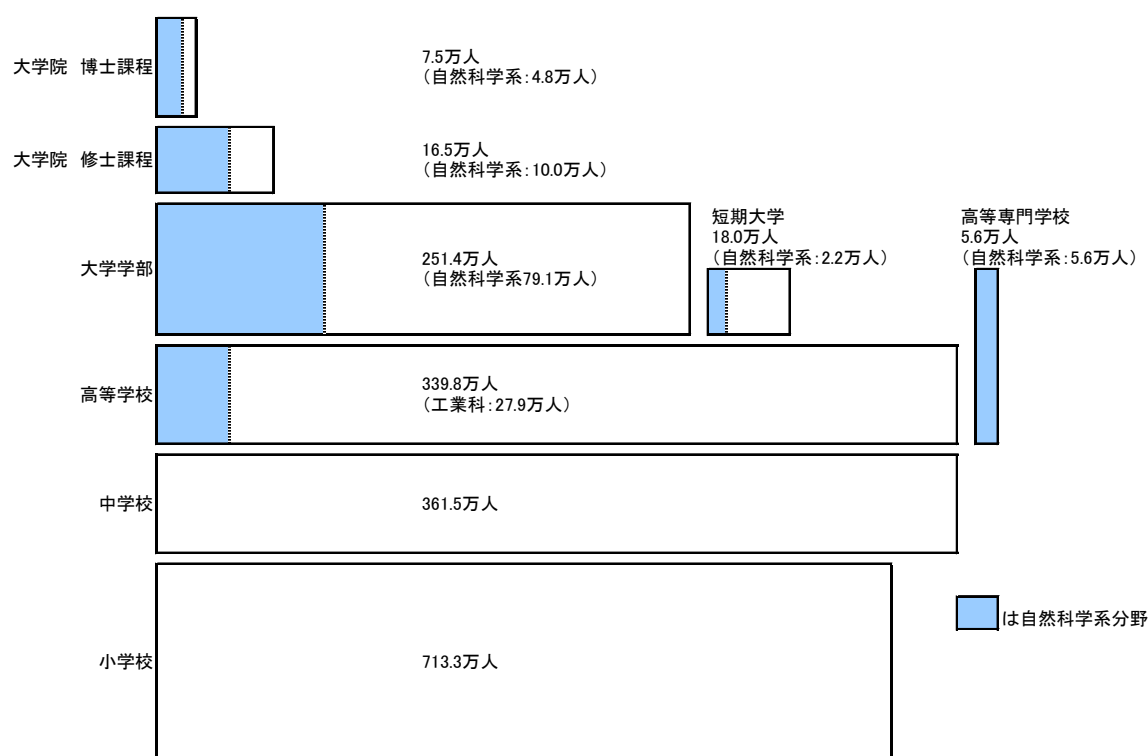 大学院 博士課程
7.5万人
(自然科学系:4.8万人)
大学院 修士課程
16.5万人
(自然科学系:10.0万人)
大学学部
251.4万人
(自然科学系79.1万人)
短期大学
18.0万人
(自然科学系:2.2万人)
高等専門学校
5.6万人
(自然科学系:5.6万人)
高等学校
339.8万人
(工業科:27.9万人)
中学校
361.5万人
小学校
713.3万人
は自然科学系分野